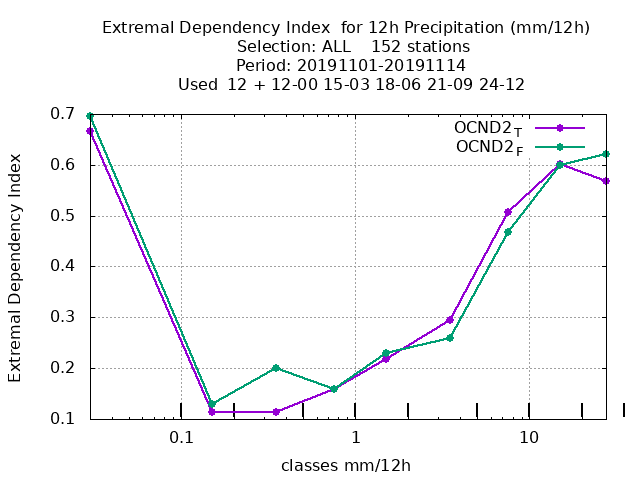 Extremal Dependency Index  for 12h Precipitation (mm/12h)
Selection: ALL    152 stations
Period: 20191101-20191114
Used  12 + 12-00 15-03 18-06 21-09 24-12
OCND2T
OCND2F
Extremal Dependency Index
0.7
0.6
0.5
0.4
0.3
0.2
0.1
0.1
1
10
classes mm/12h